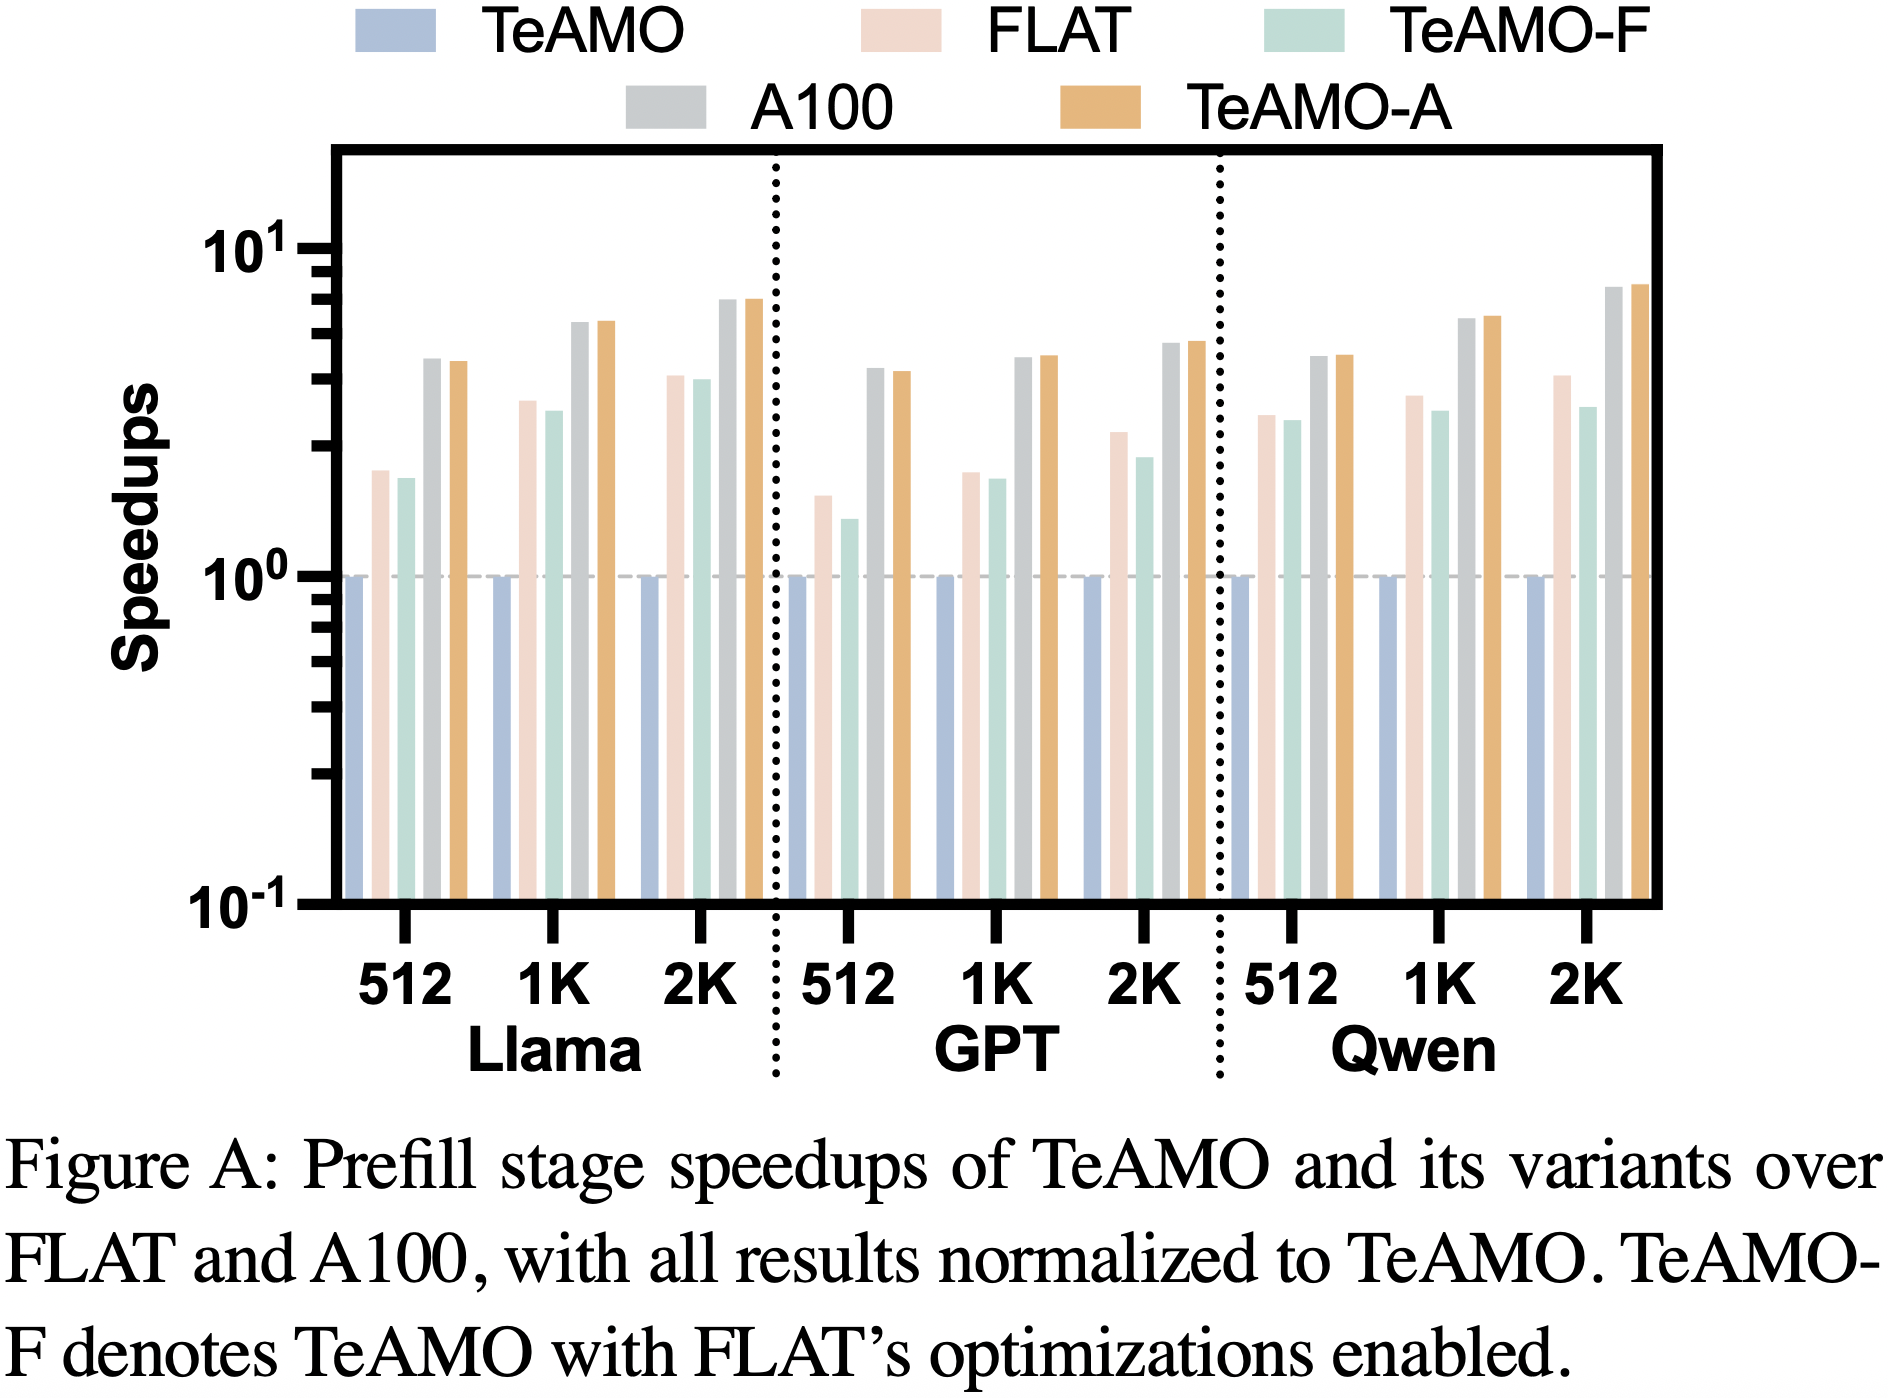 TeAMO FLAT TeAMO-F
A100 TeAMO-A
Speedups
10¹
10⁰
10⁻¹
512 1K 2K 512 1K 2K 512 1K 2K
Llama GPT Qwen
Figure A: Prefill stage speedups of TeAMO and its variants over
FLAT and A100, with all results normalized to TeAMO. TeAMO-
F denotes TeAMO with FLAT’s optimizations enabled.